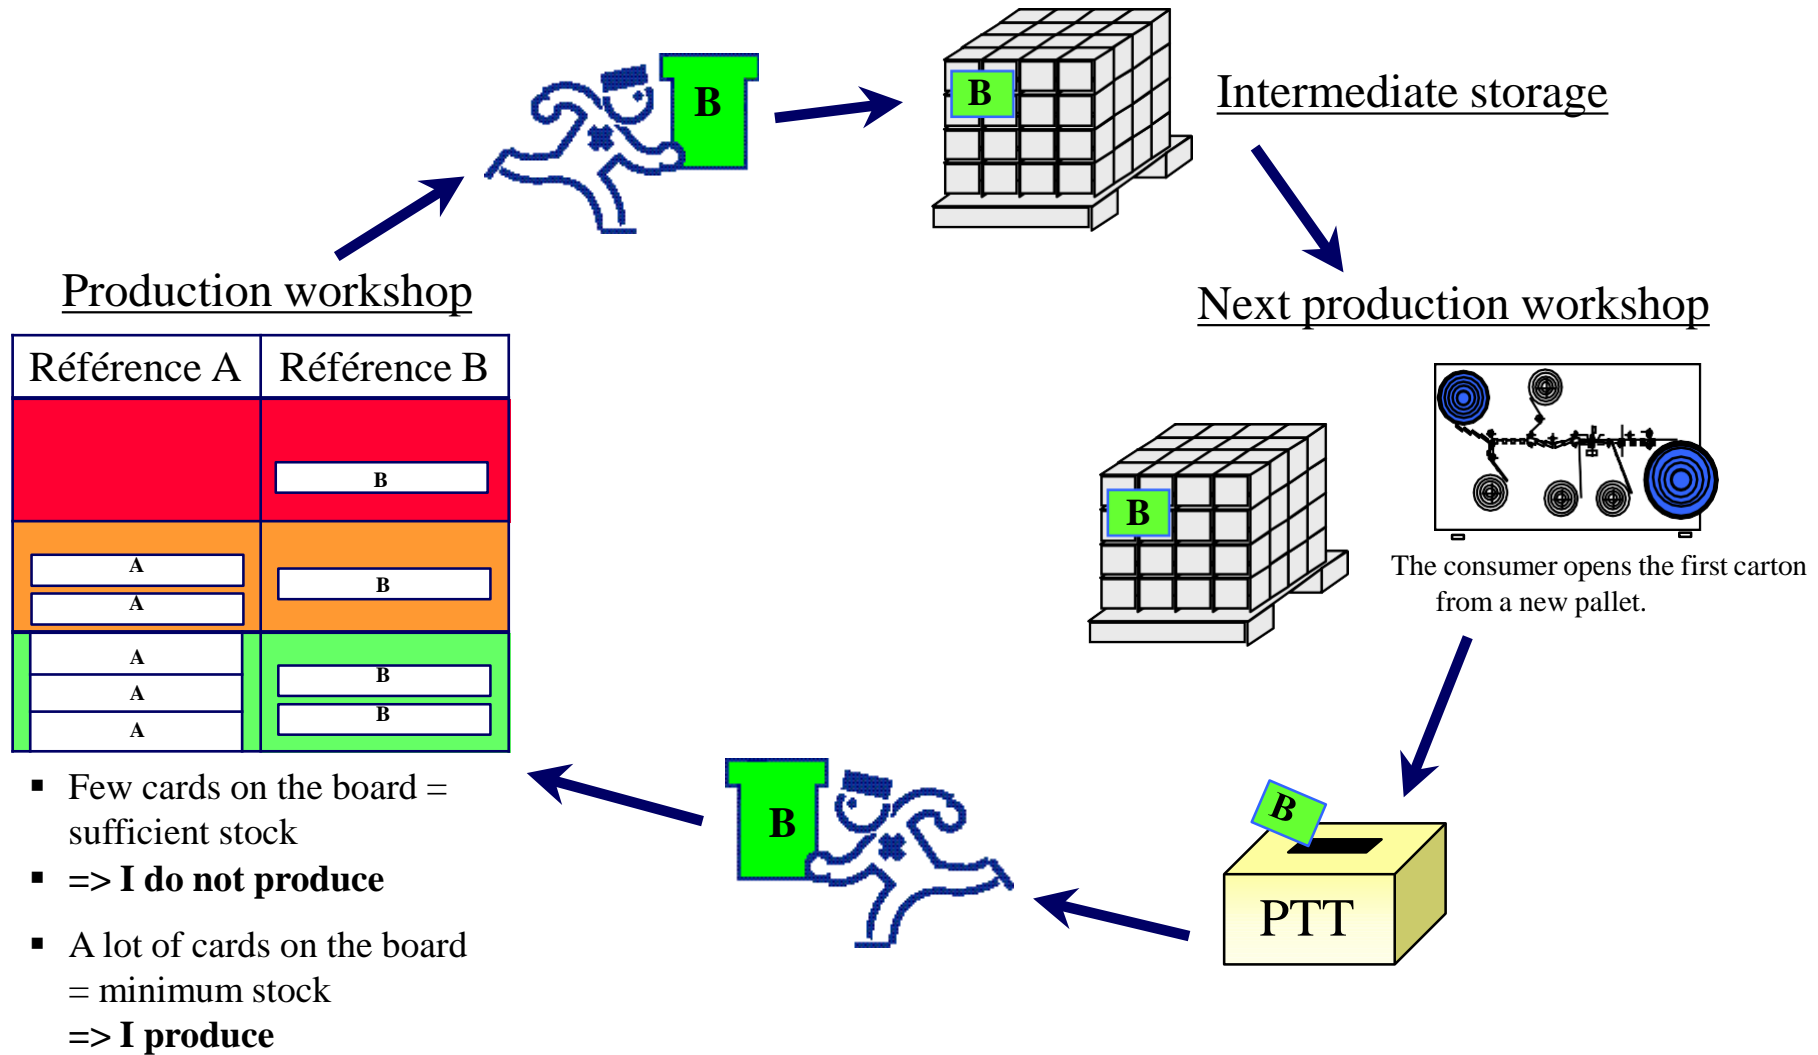 B
B
Intermediate storage
Production workshop
Next production workshop
Référence A
Référence B
B
A
B
A
A
B
A
B
A
B
The consumer opens the first carton
from a new pallet.
▪ Few cards on the board =
sufficient stock
▪ => I do not produce
▪ A lot of cards on the board
= minimum stock
=> I produce
B
B
PTT